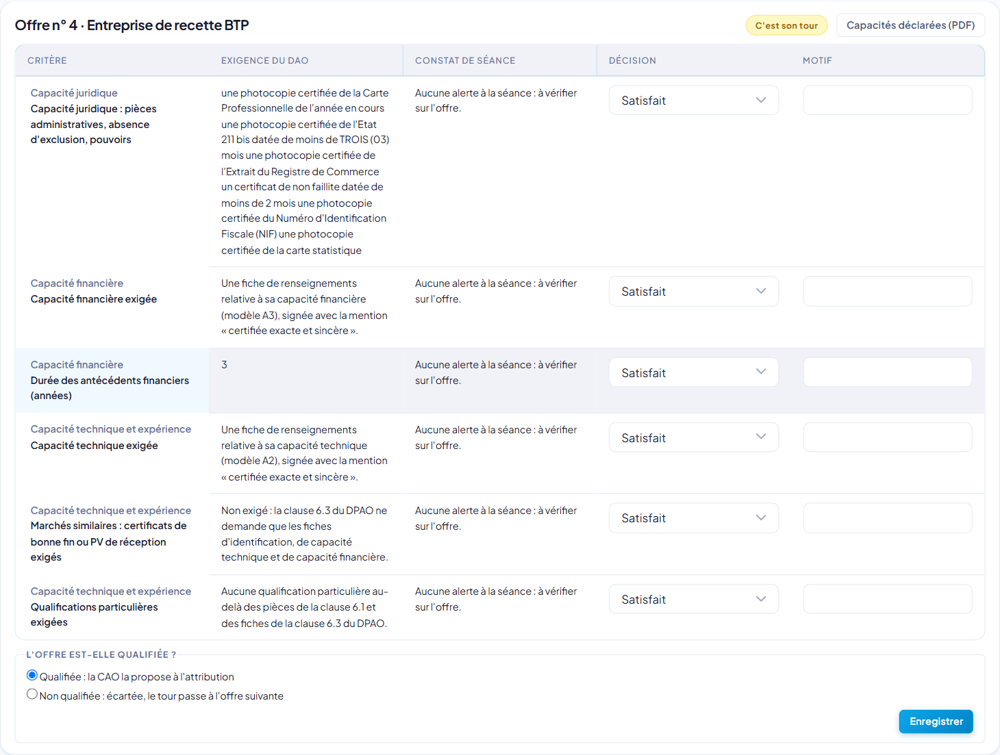 Offre n° 4 · Entreprise de recette BTP
C'est son tour
Capacités déclarées (PDF)
CRITÈRE
EXIGENCE DU DAO
CONSTAT DE SÉANCE
DÉCISION
MOTIF
Capacité juridique
Capacité juridique : pièces
administratives, absence
d'exclusion, pouvoirs
une photocopie certifiée de la Carte
Professionnelle de l'année en cours
une photocopie certifiée de l'Etat
211 bis datée de moins de TROIS (03)
mois une photocopie certifiée de
l'Extrait du Registre de Commerce
un certificat de non faillite datée de
moins de 2 mois une photocopie
certifiée du Numéro d'Identification
Fiscale (NIF) une photocopie
certifiée de la carte statistique
Aucune alerte à la séance : à vérifier
sur l'offre.
Satisfait
Capacité financière
Capacité financière exigée
Une fiche de renseignements
relative à sa capacité financière
(modèle A3), signée avec la mention
« certifiée exacte et sincère ».
Aucune alerte à la séance : à vérifier
sur l'offre.
Satisfait
Capacité financière
Durée des antécédents financiers
(années)
3
Aucune alerte à la séance : à vérifier
sur l'offre.
Satisfait
Capacité technique et expérience
Capacité technique exigée
Une fiche de renseignements
relative à sa capacité technique
(modèle A2), signée avec la mention
« certifiée exacte et sincère ».
Aucune alerte à la séance : à vérifier
sur l'offre.
Satisfait
Capacité technique et expérience
Marchés similaires : certificats de
bonne fin ou PV de réception
exigés
Non exigé : la clause 6.3 du DPAO ne
demande que les fiches
d'identification, de capacité
technique et de capacité financière.
Aucune alerte à la séance : à vérifier
sur l'offre.
Satisfait
Capacité technique et expérience
Qualifications particulières
exigées
Aucune qualification particulière au-
delà des pièces de la clause 6.1 et
des fiches de la clause 6.3 du DPAO.
Aucune alerte à la séance : à vérifier
sur l'offre.
Satisfait
L'OFFRE EST-ELLE QUALIFIÉE ?
Qualifiée : la CAO la propose à l'attribution
Non qualifiée : écartée, le tour passe à l'offre suivante
Enregistrer